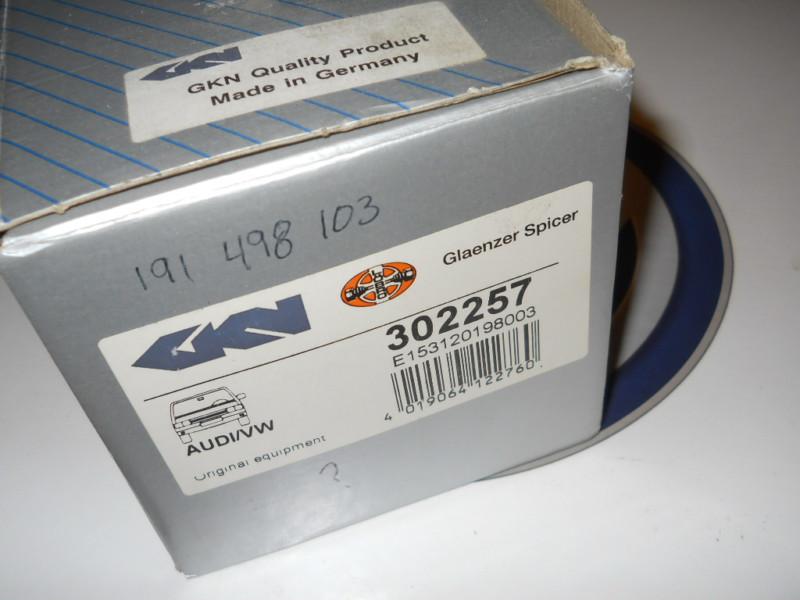 GKN
GKN Quality Product
Made in Germany
191 498 103
GKN
Glaenzer Spicer
302257
E153120198003
4 019064 122760
AUDI/VW
Original equipment
?